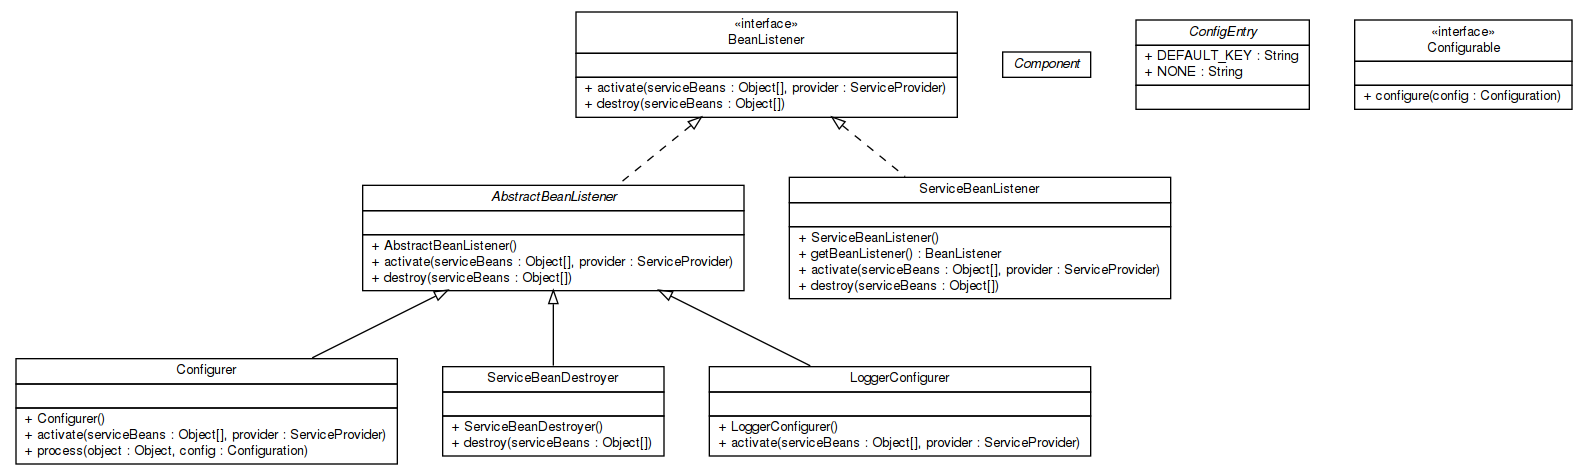 «interface»
BeanListener
+ activate(serviceBeans : Object[], provider : ServiceProvider)
+ destroy(serviceBeans : Object[])
Component
ConfigEntry
+ DEFAULT_KEY : String
+ NONE : String
«interface»
Configurable
+ configure(config : Configuration)
AbstractBeanListener
+ AbstractBeanListener()
+ activate(serviceBeans : Object[], provider : ServiceProvider)
+ destroy(serviceBeans : Object[])
ServiceBeanListener
+ ServiceBeanListener()
+ getBeanListener() : BeanListener
+ activate(serviceBeans : Object[], provider : ServiceProvider)
+ destroy(serviceBeans : Object[])
Configurer
+ Configurer()
+ activate(serviceBeans : Object[], provider : ServiceProvider)
+ process(object : Object, config : Configuration)
ServiceBeanDestroyer
+ ServiceBeanDestroyer()
+ destroy(serviceBeans : Object[])
LoggerConfigurer
+ LoggerConfigurer()
+ activate(serviceBeans : Object[], provider : ServiceProvider)